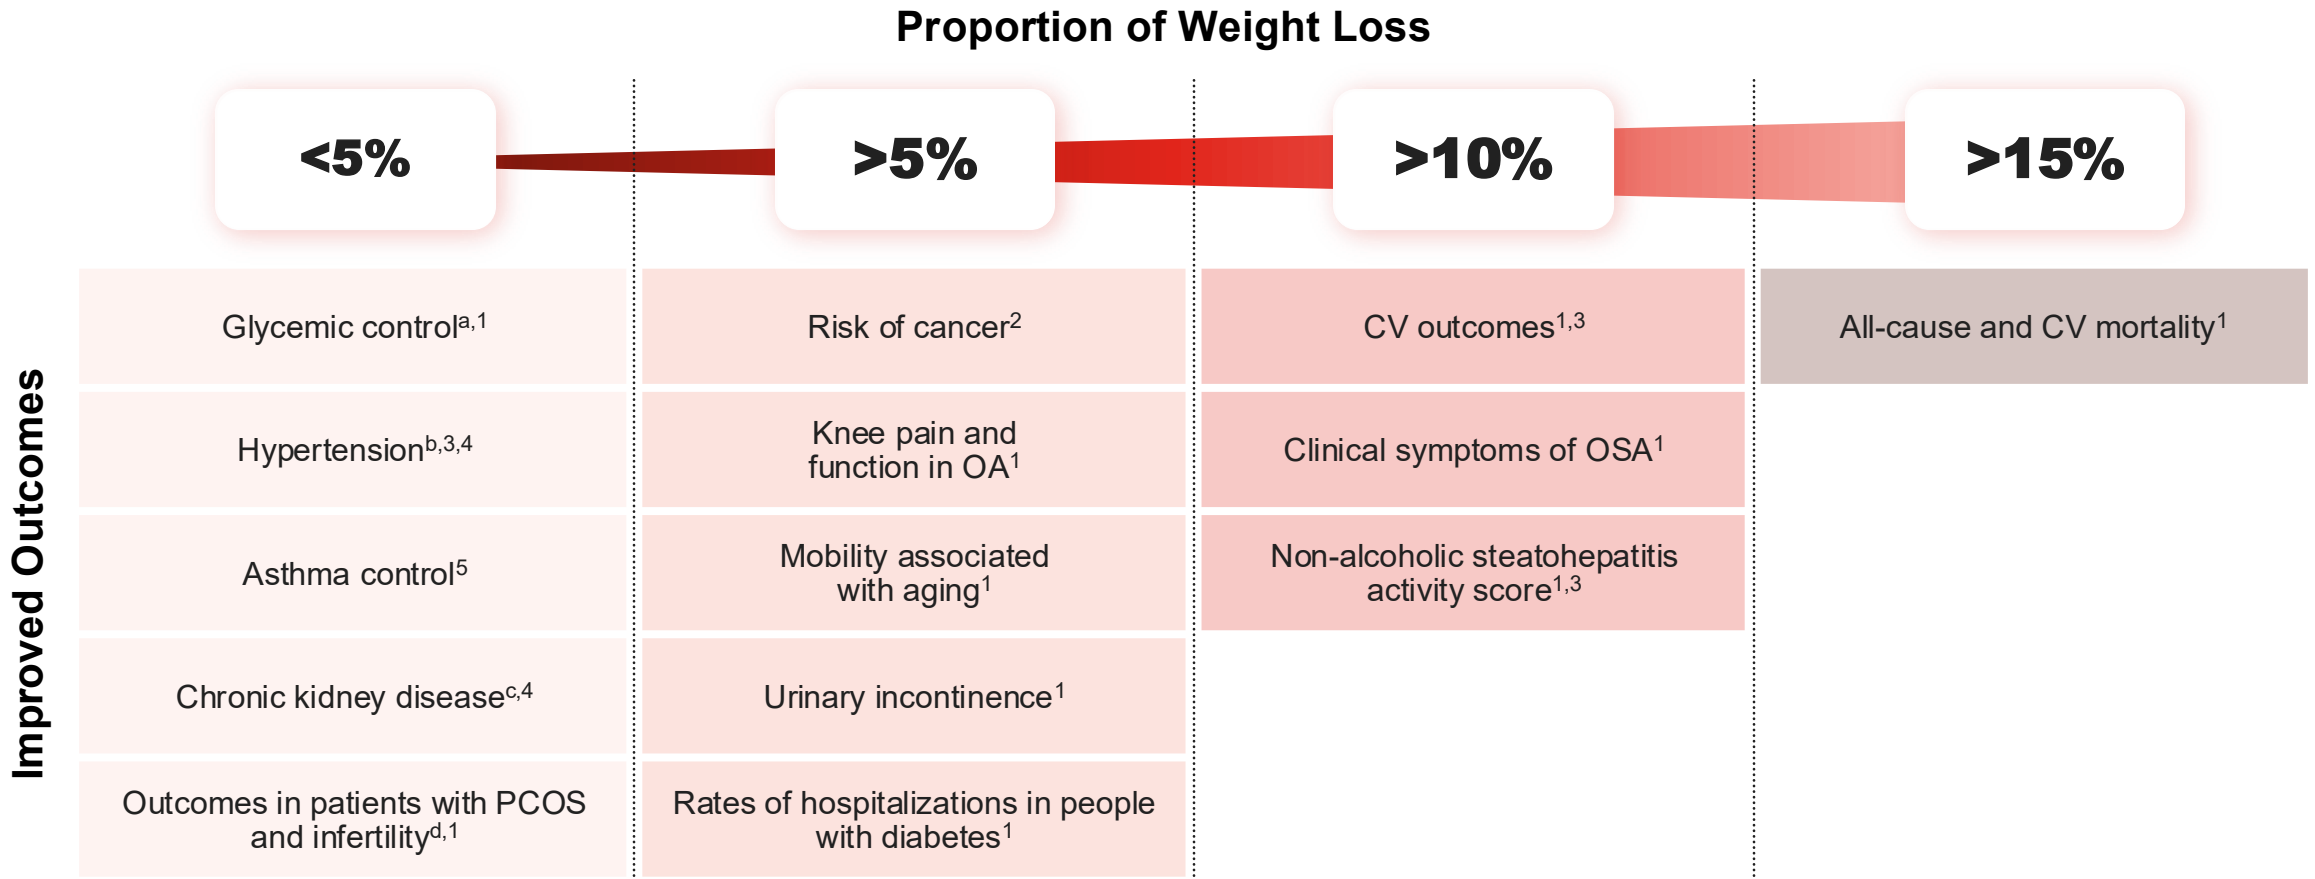 Proportion of Weight Loss
<5%
>5%
>10%
>15%
Improved Outcomes
Glycemic controla,1
Hypertensionb,3,4
Asthma control5
Chronic kidney diseasec,4
Outcomes in patients with PCOS
and infertilityd,1
Risk of cancer2
Knee pain and
function in OA1
Mobility associated
with aging1
Urinary incontinence1
Rates of hospitalizations in people
with diabetes1
CV outcomes1,3
Clinical symptoms of OSA1
Non-alcoholic steatohepatitis
activity score1,3
All-cause and CV mortality1